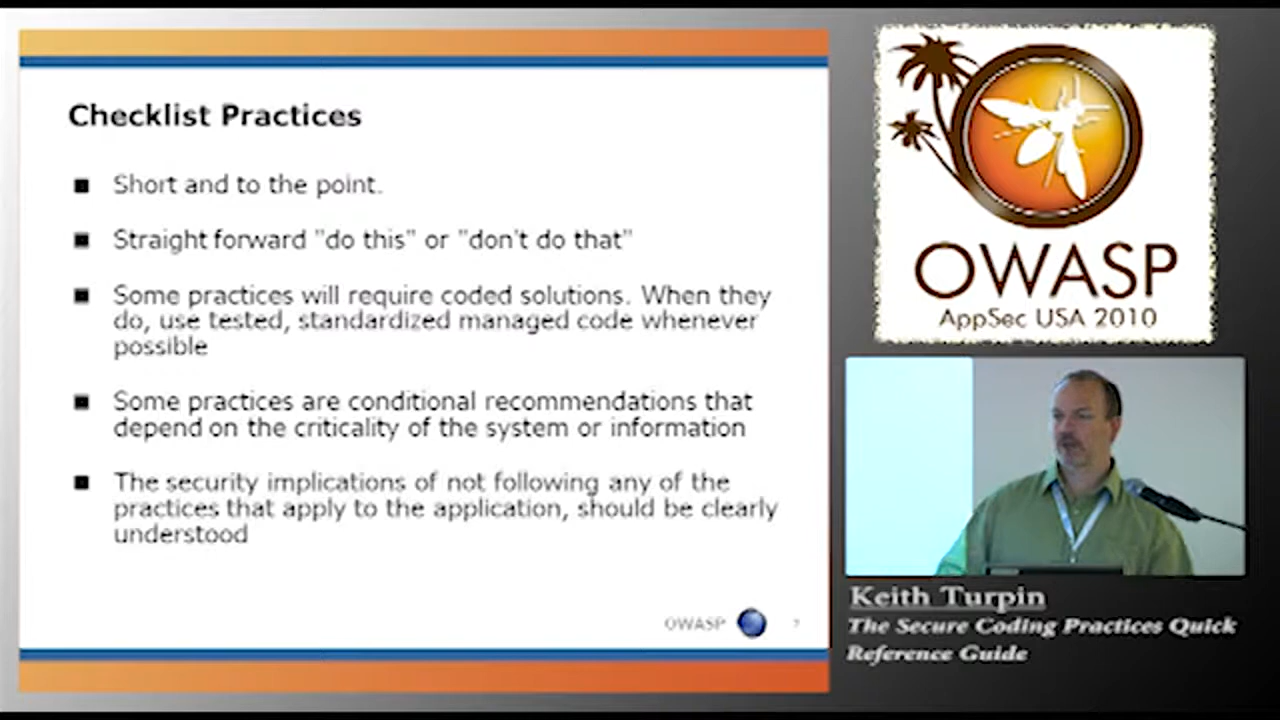 Checklist Practices
Short and to the point.
Straight forward "do this" or "don't do that"
Some practices will require coded solutions. When they
do, use tested, standardized managed code whenever
possible
Some practices are conditional recommendations that
depend on the criticality of the system or information
The security implications of not following any of the
practices that apply to the application, should be clearly
understood
OWASP 7
OWASP
AppSec USA 2010
Keith Turpin
The Secure Coding Practices Quick
Reference Guide